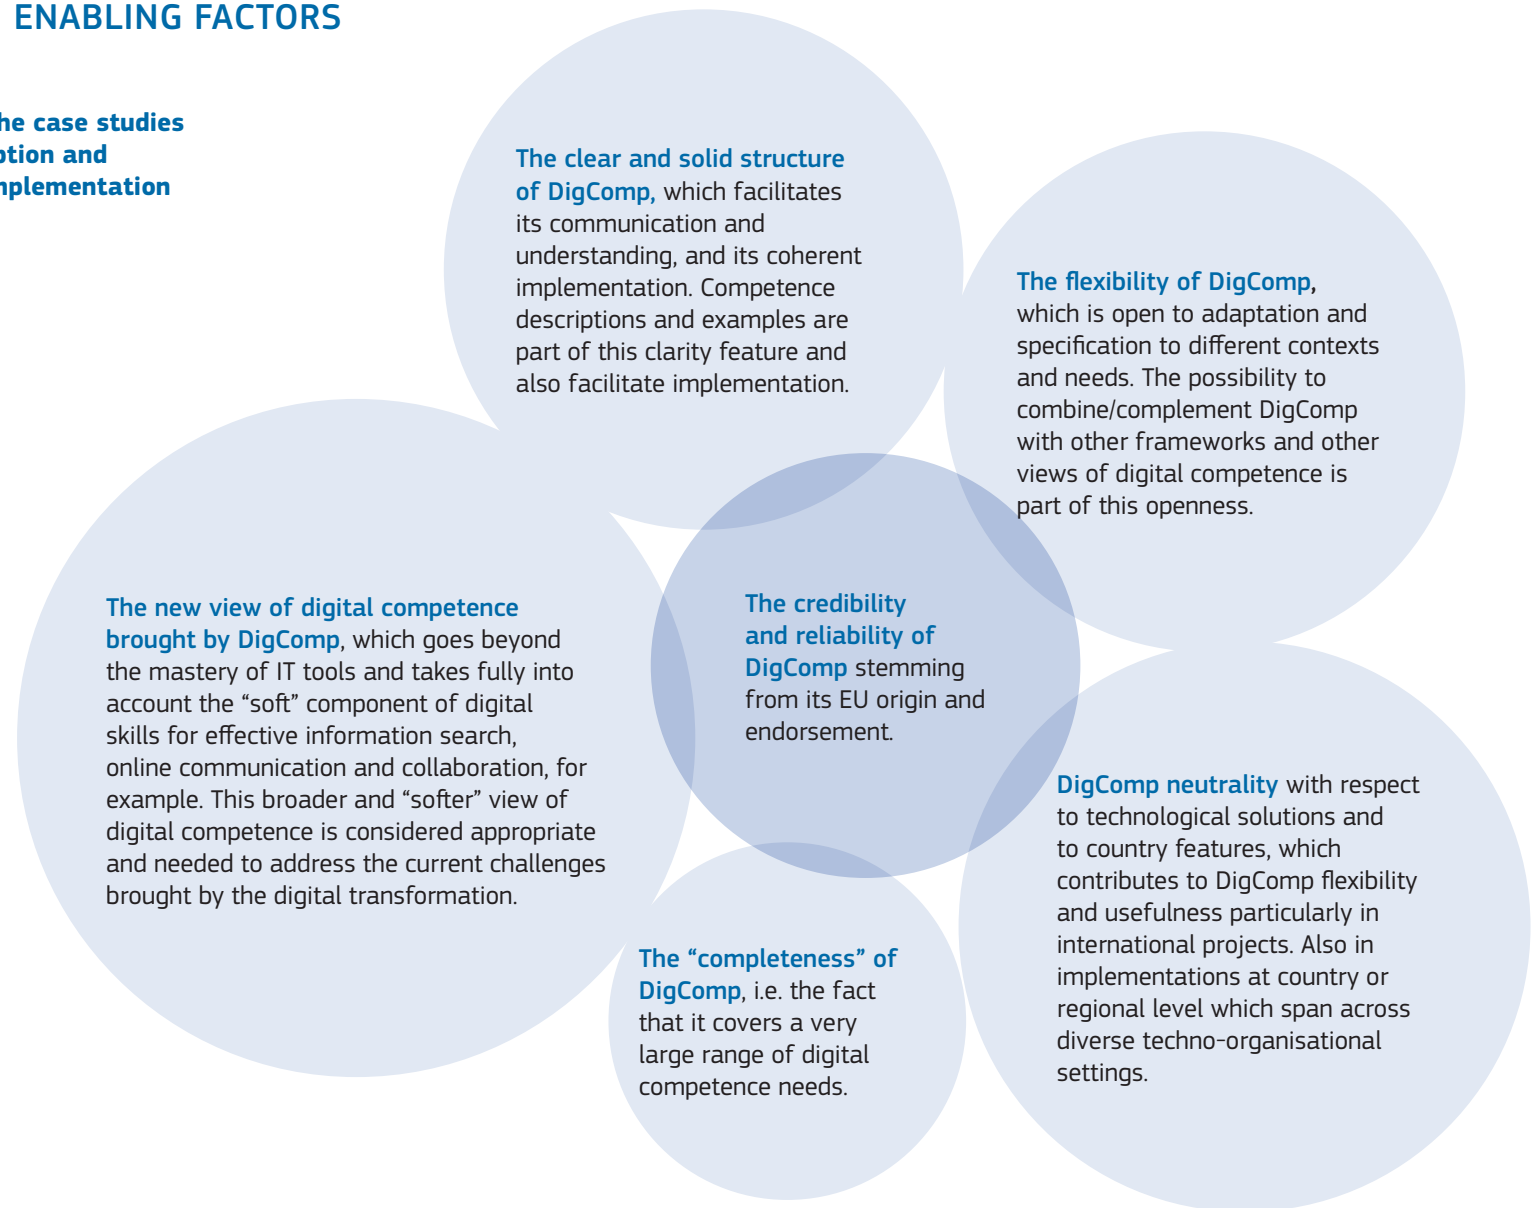 ENABLING FACTORS
case studies
and
The clear and solid structure
of DigComp, which facilitates
its communication and
understanding, and its coherent
implementation. Competence
descriptions and examples are
part of this clarity feature and
also facilitate implementation.
The flexibility of DigComp,
which is open to adaptation and
specification to different contexts
and needs. The possibility to
combine/complement DigComp
with other frameworks and other
views of digital competence is
part of this openness.
The new view of digital competence
brought by DigComp, which goes beyond
the mastery of IT tools and takes fully into
account the “soft” component of digital
skills for effective information search,
online communication and collaboration, for
example. This broader and “softer” view of
digital competence is considered appropriate
and needed to address the current challenges
brought by the digital transformation.
The credibility
and reliability of
DigComp stemming
from its EU origin and
endorsement.
DigComp neutrality with respect
to technological solutions and
to country features, which
contributes to DigComp flexibility
and usefulness particularly in
international projects. Also in
implementations at country or
regional level which span across
diverse techno-organisational
settings.
The “completeness” of
DigComp, i.e. the fact
that it covers a very
large range of digital
competence needs.